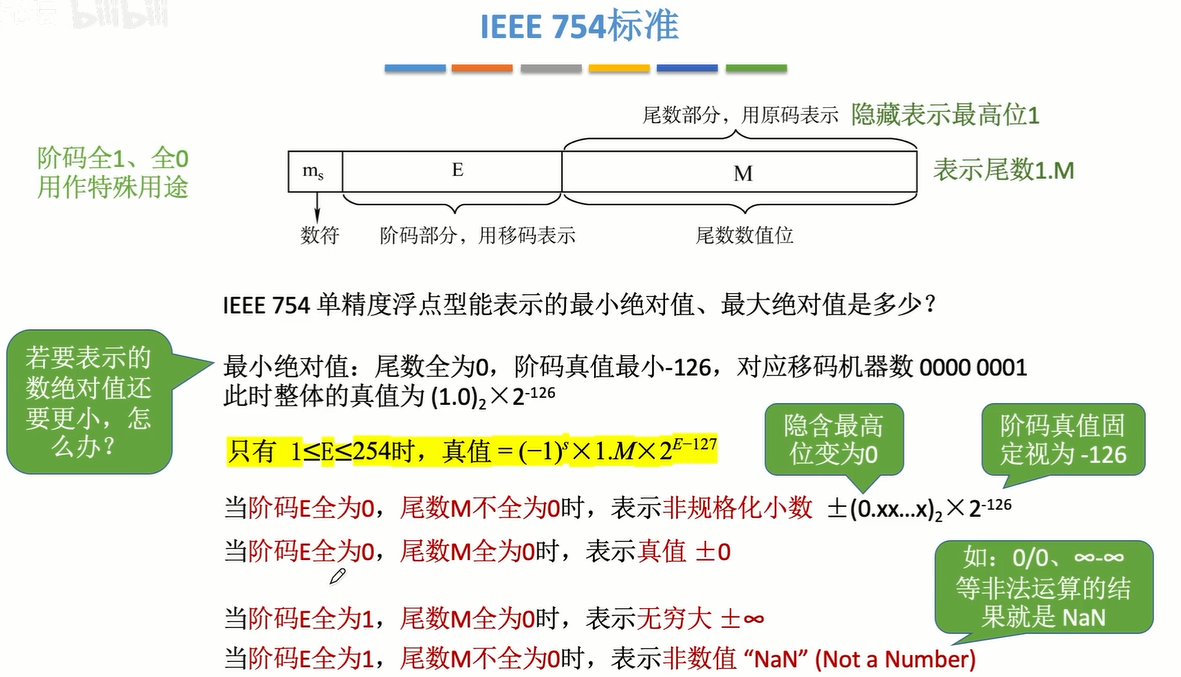 bilibili
IEEE 754标准
尾数部分，用原码表示 隐藏表示最高位1
阶码全1、全0
用作特殊用途
ms E M
表示尾数1.M
数符 阶码部分，用移码表示 尾数数值位
IEEE 754 单精度浮点型能表示的最小绝对值、最大绝对值是多少？
若要表示的
数绝对值还
要更小，怎
么办？
最小绝对值：尾数全为0，阶码真值最小-126，对应移码机器数 0000 0001
此时整体的真值为 (1.0)₂×2⁻¹²⁶
只有 1≤E≤254时，真值 = (−1)ˢ×1.M×2ᴱ⁻¹²⁷
隐含最高
位变为0
阶码真值固
定视为 -126
当阶码E全为0，尾数M不全为0时，表示非规格化小数 ±(0.xx...x)₂×2⁻¹²⁶
当阶码E全为0，尾数M全为0时，表示真值 ±0
如：0/0、∞-∞
等非法运算的结
果就是 NaN
当阶码E全为1，尾数M全为0时，表示无穷大 ±∞
当阶码E全为1，尾数M不全为0时，表示非数值 “NaN” (Not a Number)